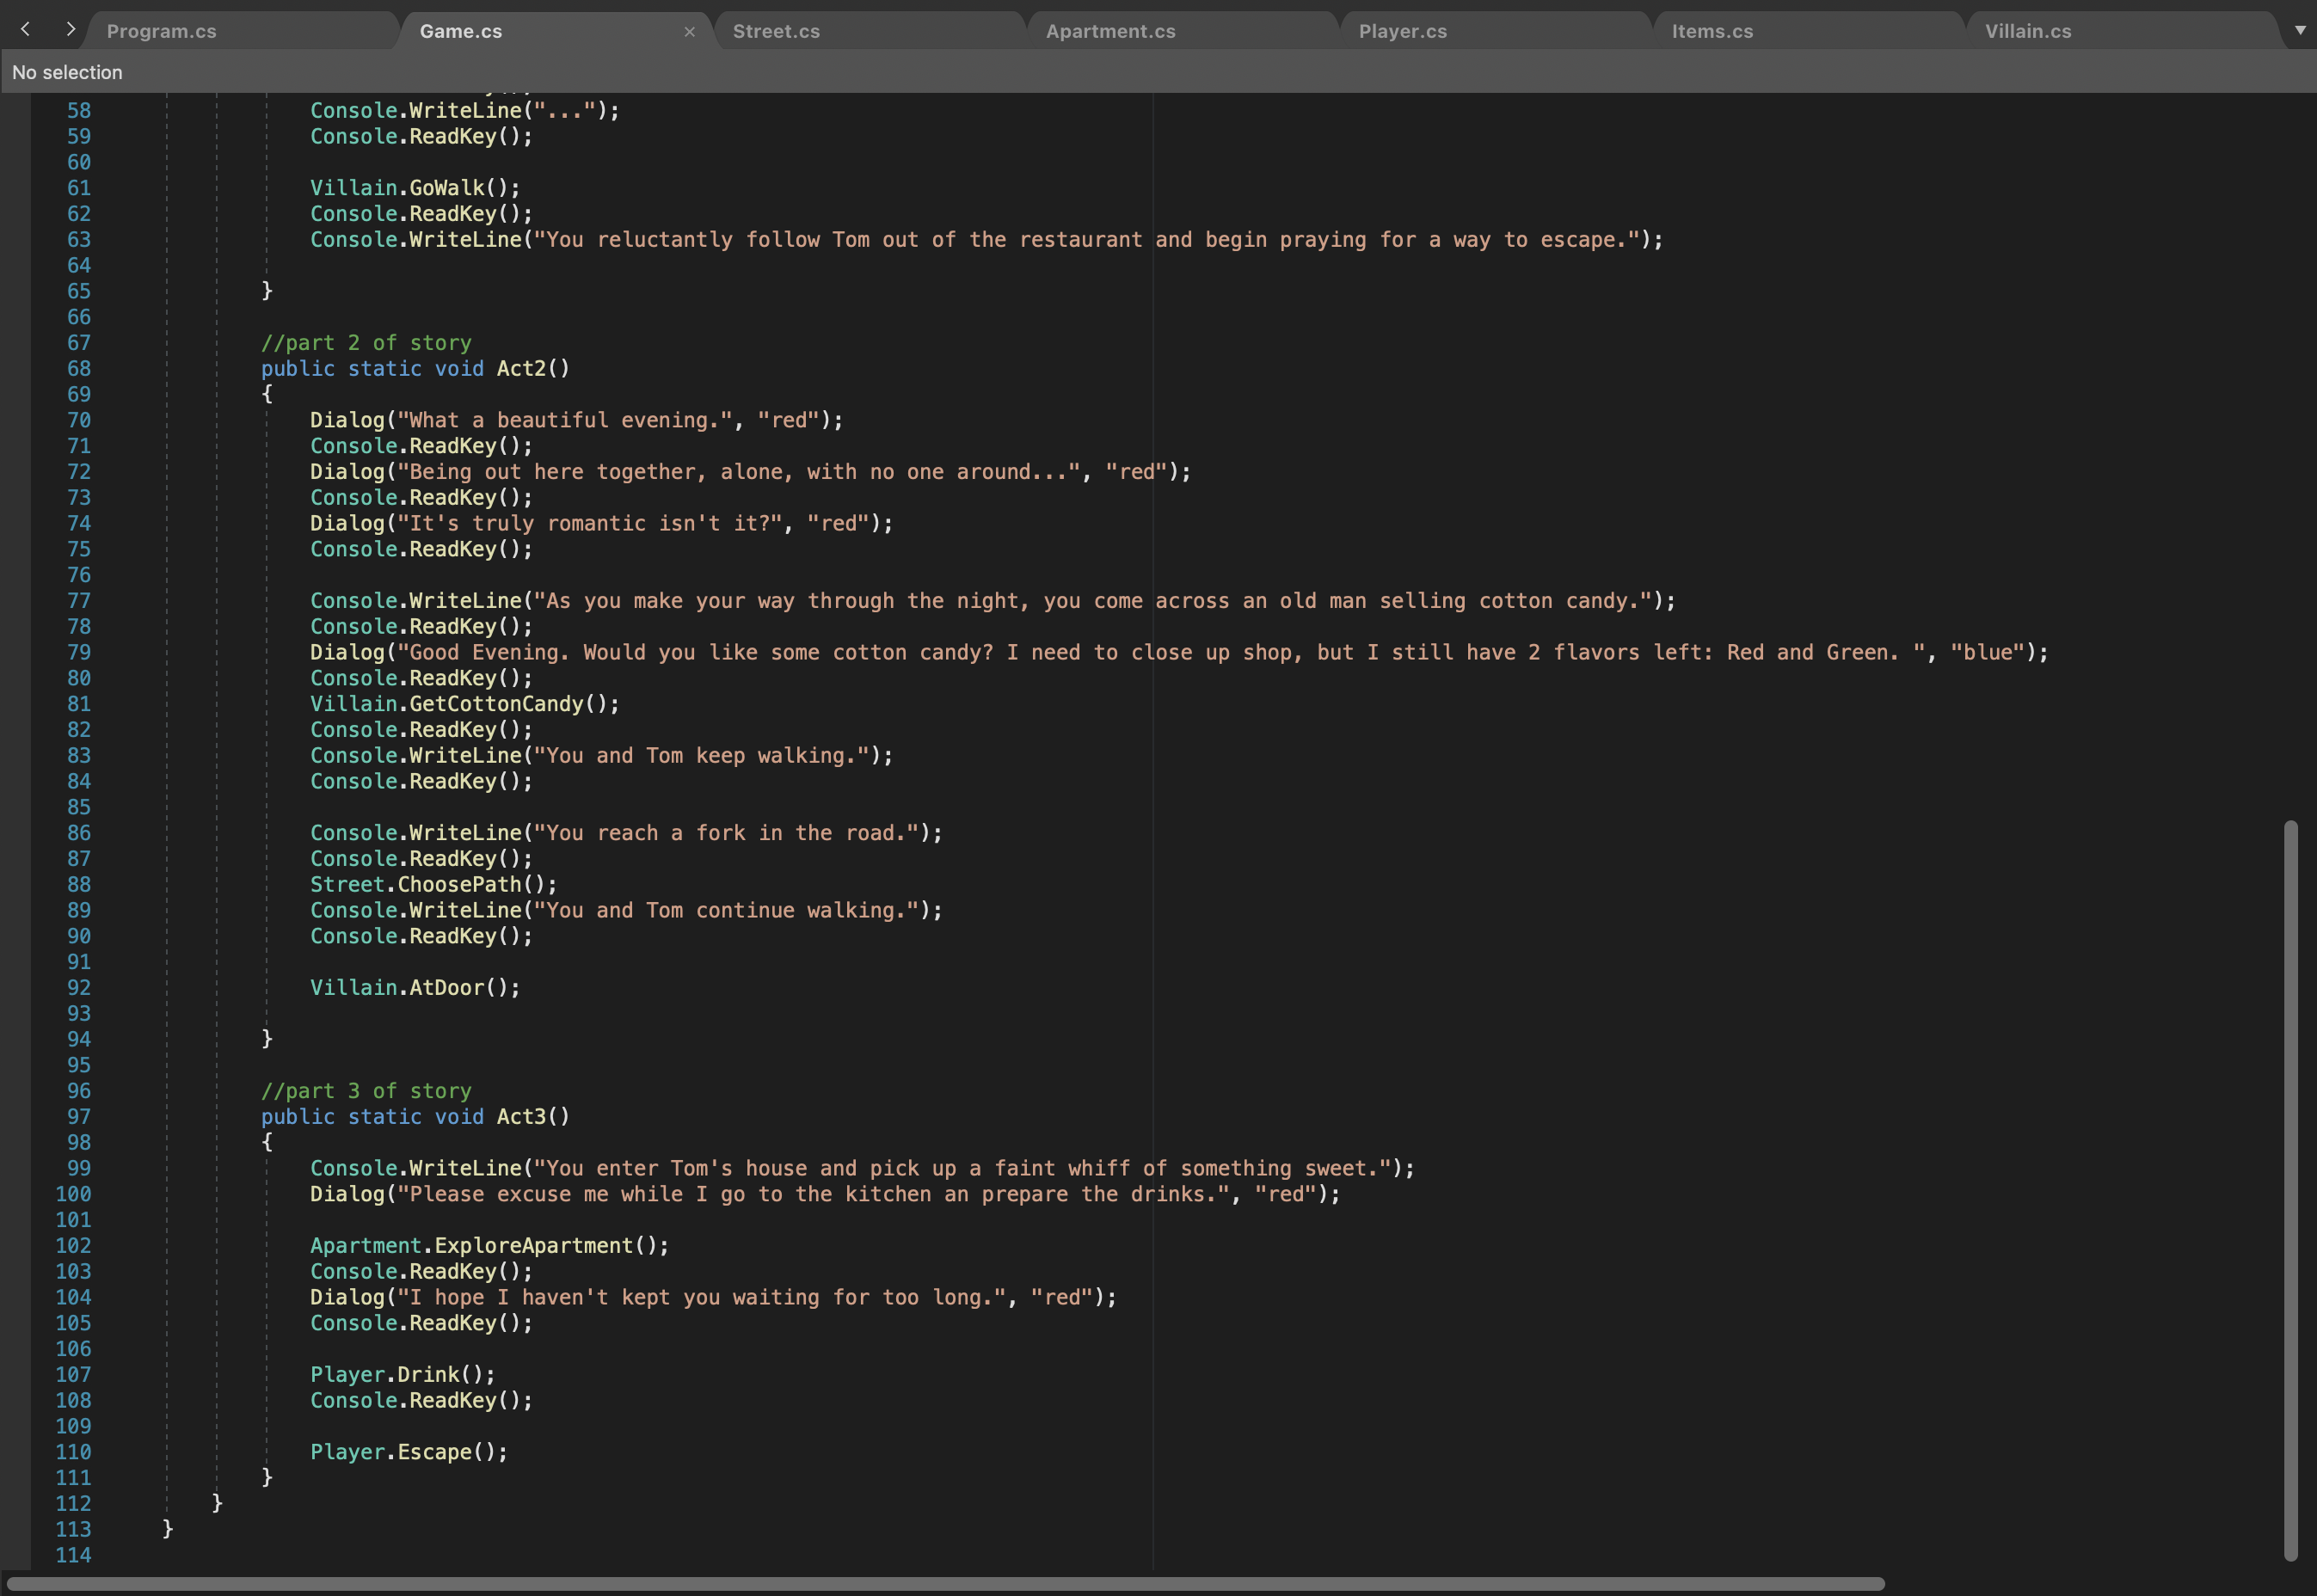 Program.cs Game.cs × Street.cs Apartment.cs Player.cs Items.cs Villain.cs
No selection
58 Console.WriteLine("...");
59 Console.ReadKey();
60
61 Villain.GoWalk();
62 Console.ReadKey();
63 Console.WriteLine("You reluctantly follow Tom out of the restaurant and begin praying for a way to escape.");
64
65 }
66
67 //part 2 of story
68 public static void Act2()
69 {
70 Dialog("What a beautiful evening.", "red");
71 Console.ReadKey();
72 Dialog("Being out here together, alone, with no one around...", "red");
73 Console.ReadKey();
74 Dialog("It's truly romantic isn't it?", "red");
75 Console.ReadKey();
76
77 Console.WriteLine("As you make your way through the night, you come across an old man selling cotton candy.");
78 Console.ReadKey();
79 Dialog("Good Evening. Would you like some cotton candy? I need to close up shop, but I still have 2 flavors left: Red and Green. ", "blue");
80 Console.ReadKey();
81 Villain.GetCottonCandy();
82 Console.ReadKey();
83 Console.WriteLine("You and Tom keep walking.");
84 Console.ReadKey();
85
86 Console.WriteLine("You reach a fork in the road.");
87 Console.ReadKey();
88 Street.ChoosePath();
89 Console.WriteLine("You and Tom continue walking.");
90 Console.ReadKey();
91
92 Villain.AtDoor();
93
94 }
95
96 //part 3 of story
97 public static void Act3()
98 {
99 Console.WriteLine("You enter Tom's house and pick up a faint whiff of something sweet.");
100 Dialog("Please excuse me while I go to the kitchen an prepare the drinks.", "red");
101
102 Apartment.ExploreApartment();
103 Console.ReadKey();
104 Dialog("I hope I haven't kept you waiting for too long.", "red");
105 Console.ReadKey();
106
107 Player.Drink();
108 Console.ReadKey();
109
110 Player.Escape();
111 }
112 }
113 }
114